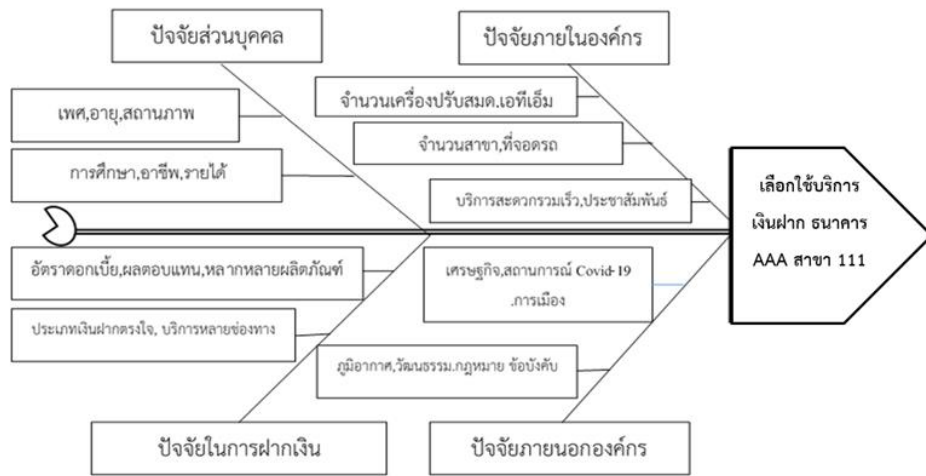 ปัจจัยส่วนบุคคล
ปัจจัยภายในองค์กร
เพศ,อายุ,สถานภาพ
จำนวนเครื่องปรับสมด.เอทีเอ็ม
การศึกษา,อาชีพ,รายได้
จำนวนสาขา,ที่จอดรถ
บริการสะดวกรวมเร็ว,ประชาสัมพันธ์
เลือกใช้บริการ
เงินฝาก ธนาคาร
AAA สาขา 111
อัตราดอกเบี้ย,ผลตอบแทน,หลากหลายผลิตภัณฑ์
เศรษฐกิจ,สถานการณ์ Covid-19
.การเมือง
ประเภทเงินฝากตรงใจ, บริการหลายช่องทาง
ภูมิอากาศ,วัฒนธรรม.กฎหมาย ข้อบังคับ
ปัจจัยในการฝากเงิน
ปัจจัยภายนอกองค์กร